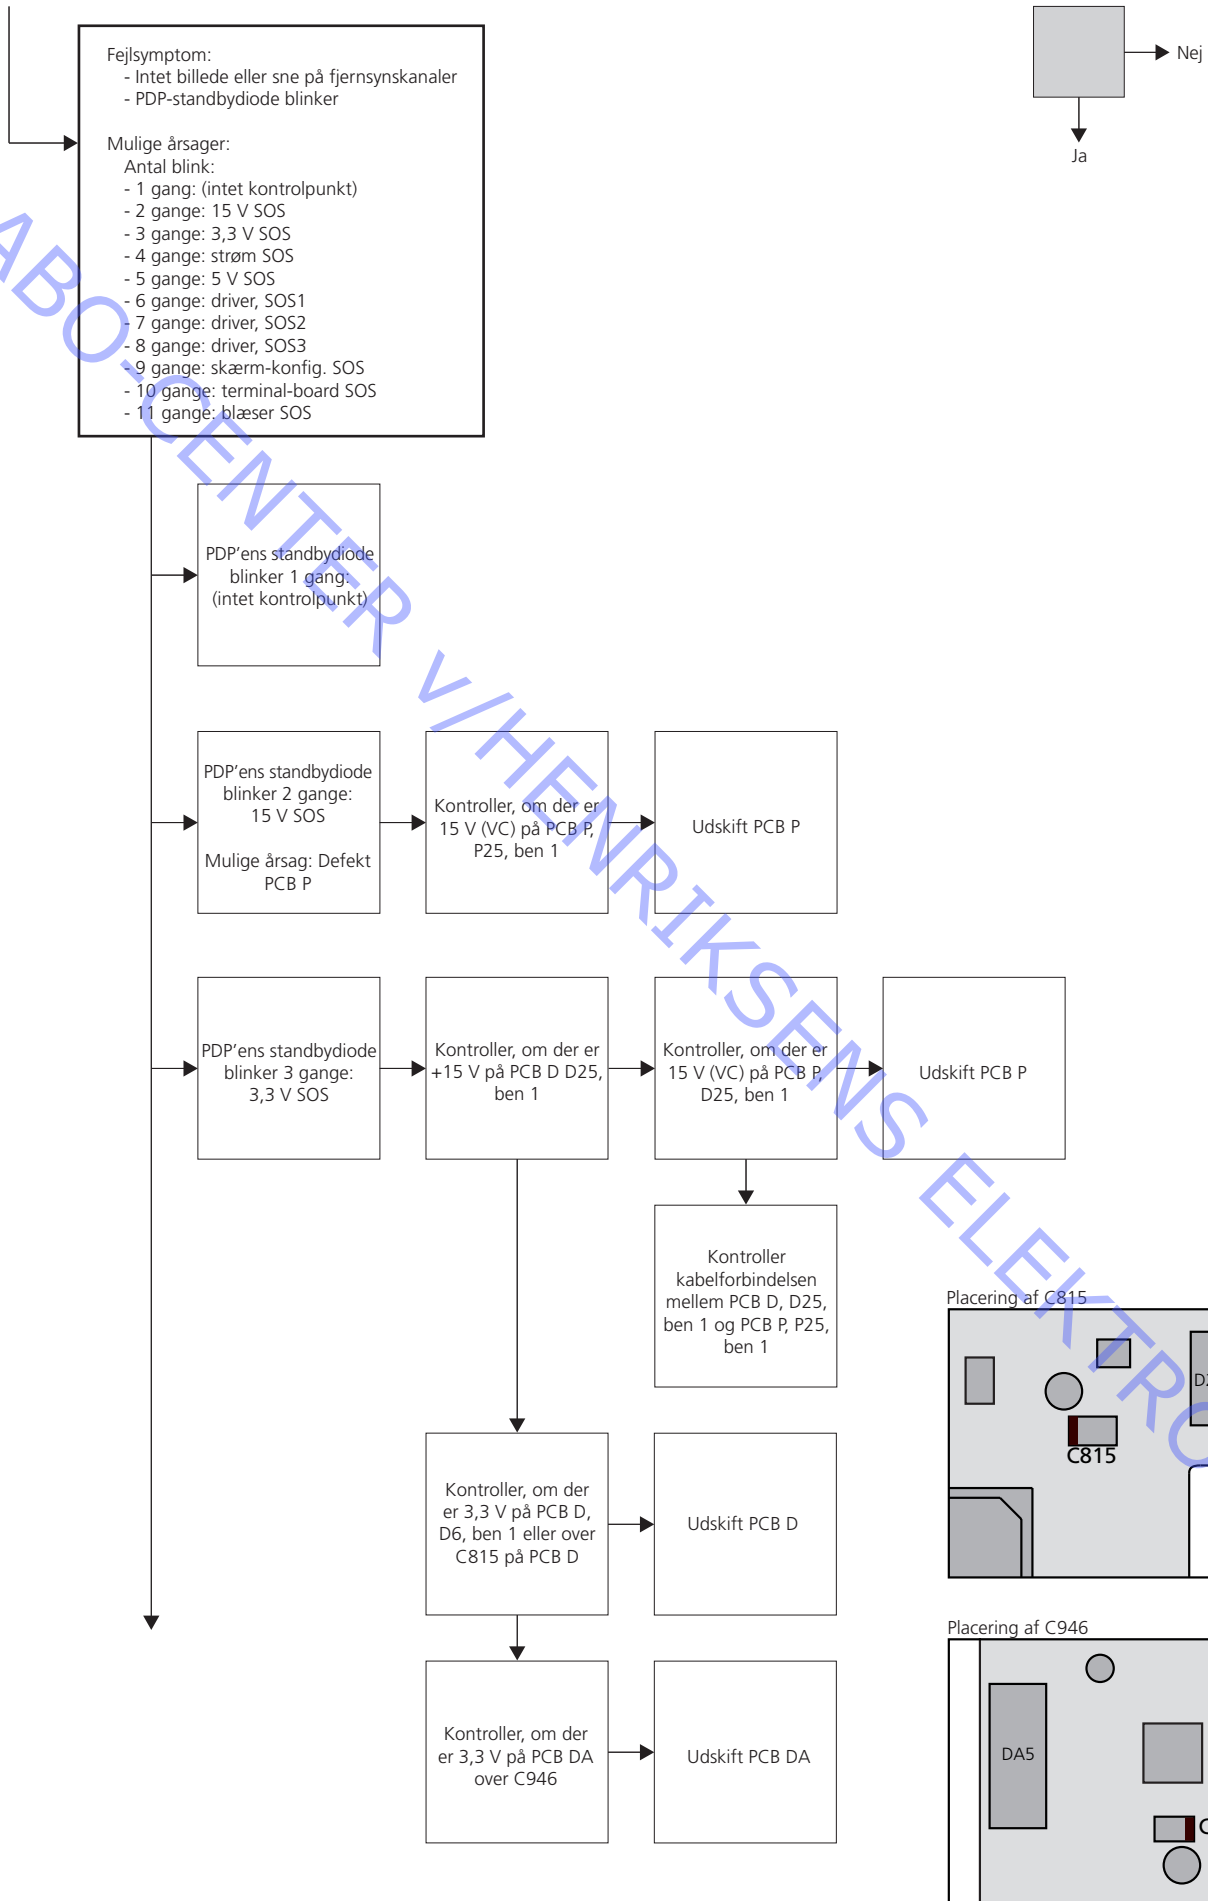 Fejlsymptom:
- Intet billede eller sne på fjernsynskanaler
- PDP-standbydiode blinker
Mulige årsager:
Antal blink:
- 1 gang: (intet kontrolpunkt)
- 2 gange: 15 V SOS
- 3 gange: 3,3 V SOS
- 4 gange: strøm SOS
- 5 gange: 5 V SOS
- 6 gange: driver, SOS1
- 7 gange: driver, SOS2
- 8 gange: driver, SOS3
- 9 gange: skærm-konfig. SOS
- 10 gange: terminal-board SOS
- 11 gange: blæser SOS
Nej
Ja
PDP'ens standbydiode
blinker 1 gang:
(intet kontrolpunkt)
PDP'ens standbydiode
blinker 2 gange:
15 V SOS
Mulige årsag: Defekt
PCB P
Kontroller, om der er
15 V (VC) på PCB P,
P25, ben 1
Udskift PCB P
PDP'ens standbydiode
blinker 3 gange:
3,3 V SOS
Kontroller, om der er
+15 V på PCB D D25,
ben 1
Kontroller, om der er
15 V (VC) på PCB P,
D25, ben 1
Udskift PCB P
Kontroller
kabelforbindelsen
mellem PCB D, D25,
ben 1 og PCB P, P25,
ben 1
Kontroller, om der
er 3,3 V på PCB D,
D6, ben 1 eller over
C815 på PCB D
Udskift PCB D
Kontroller, om der
er 3,3 V på PCB DA
over C946
Udskift PCB DA
Placering af C815
C815
Placering af C946
DA5
ABO-CENTER v/HENRIKSENS ELEKTRO